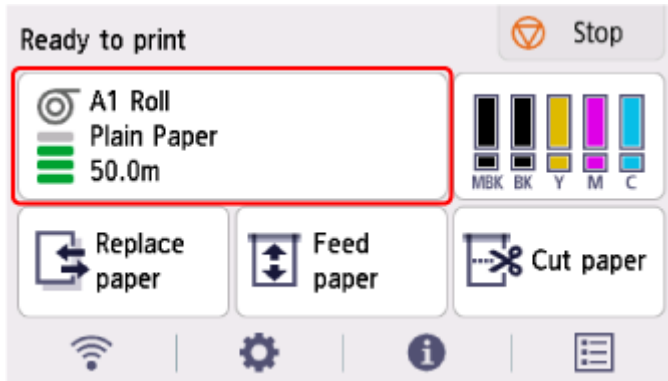 Ready to print
Stop
A1 Roll
Plain Paper
50.0m
MBK BK Y M C
Replace
paper
Feed
paper
Cut paper